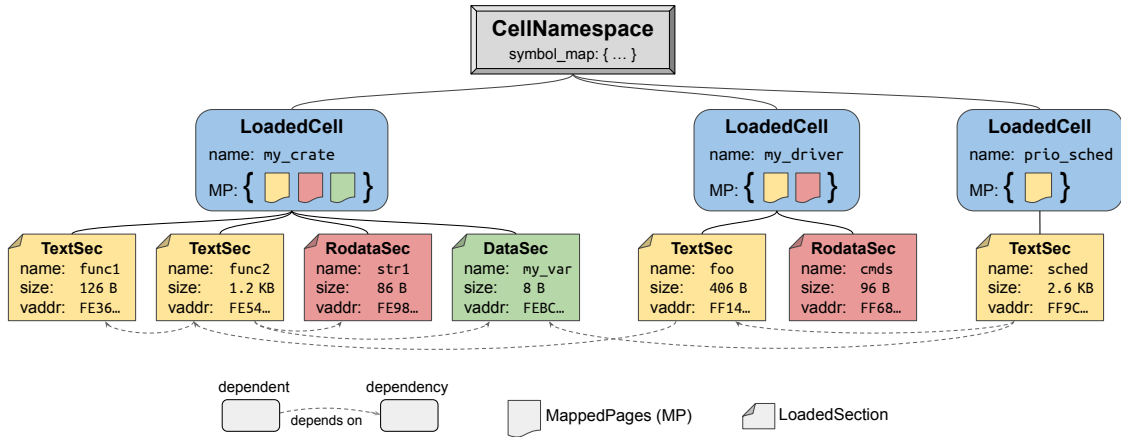 CellNamespace
symbol_map: { … }
LoadedCell
name: my_crate
MP: { }
LoadedCell
name: my_driver
MP: { }
LoadedCell
name: prio_sched
MP: { }
TextSec
name: func1
size: 126 B
vaddr: FE36…
TextSec
name: func2
size: 1.2 KB
vaddr: FE54…
RodataSec
name: str1
size: 86 B
vaddr: FE98…
DataSec
name: my_var
size: 8 B
vaddr: FEBC…
TextSec
name: foo
size: 406 B
vaddr: FF14…
RodataSec
name: cmds
size: 96 B
vaddr: FF68…
TextSec
name: sched
size: 2.6 KB
vaddr: FF9C…
dependent
depends on
dependency
MappedPages (MP)
LoadedSection